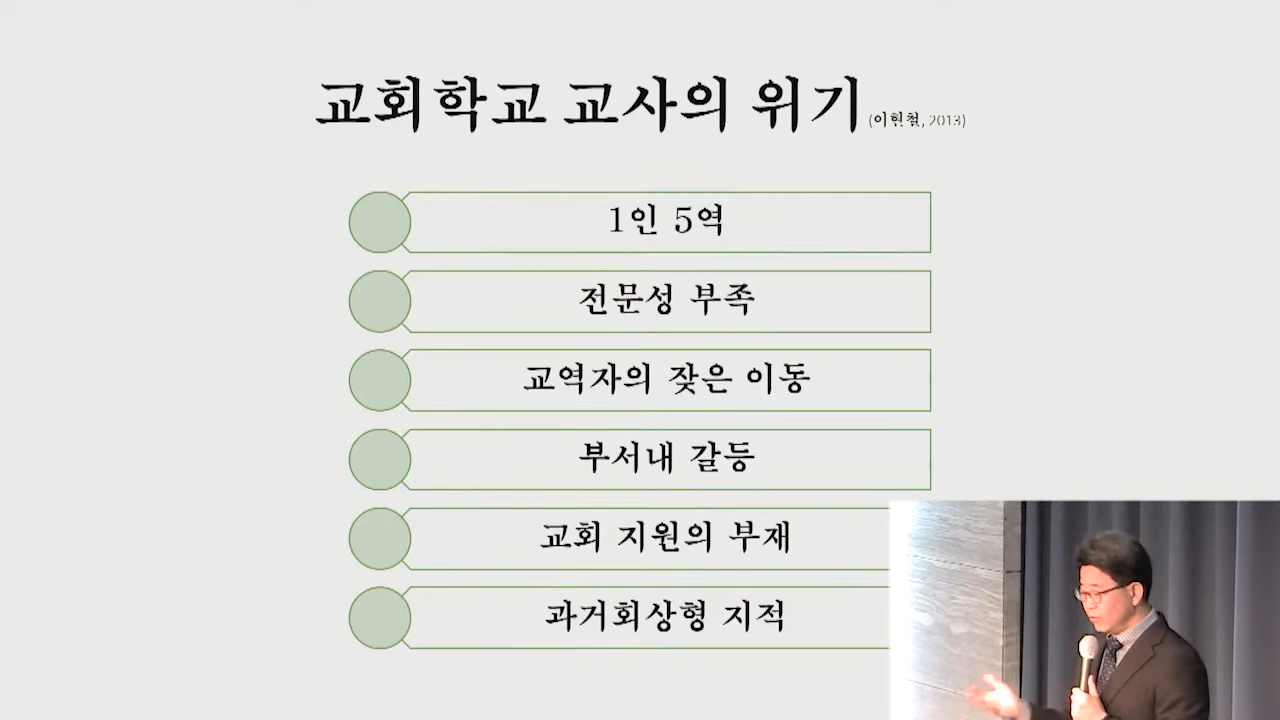 교회학교 교사의 위기 (이현철, 2013)
1인 5역
전문성 부족
교역자의 잦은 이동
부서내 갈등
교회 지원의 부재
과거회상형 지적